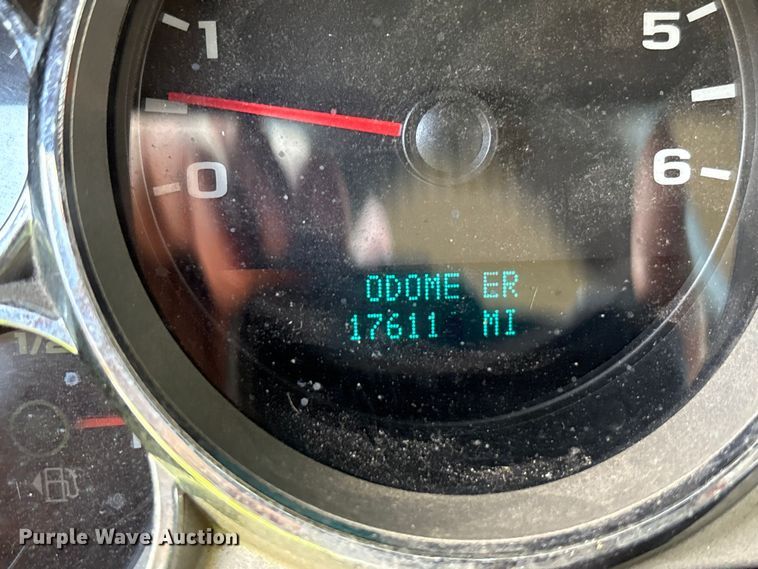 1 5
0 6
ODOME ER
17611 MI
1/2
Purple Wave Auction®